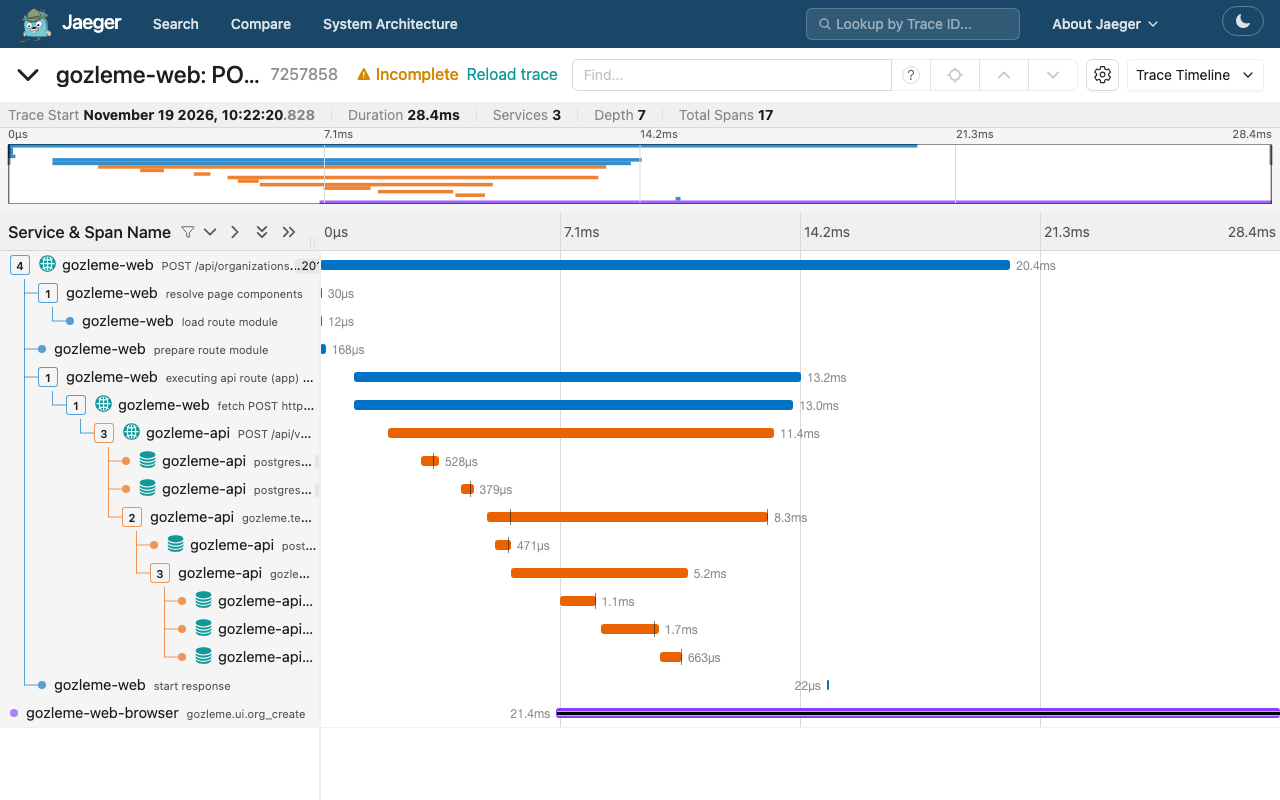 Jaeger Search Compare System Architecture Lookup by Trace ID... About Jaeger
gozleme-web: PO... 7257858 Incomplete Reload trace Find... ? Trace Timeline
Trace Start November 19 2026, 10:22:20.828 Duration 28.4ms Services 3 Depth 7 Total Spans 17
0μs 7.1ms 14.2ms 21.3ms 28.4ms
Service & Span Name 0μs 7.1ms 14.2ms 21.3ms 28.4ms
4 gozleme-web POST /api/organizations... 20.4ms
1 gozleme-web resolve page components 30μs
gozleme-web load route module 12μs
gozleme-web prepare route module 168μs
1 gozleme-web executing api route (app) ... 13.2ms
1 gozleme-web fetch POST http... 13.0ms
3 gozleme-api POST /api/v... 11.4ms
gozleme-api postgres... 528μs
gozleme-api postgres... 379μs
2 gozleme-api gozleme.te... 8.3ms
gozleme-api post... 471μs
3 gozleme-api gozle... 5.2ms
gozleme-api... 1.1ms
gozleme-api... 1.7ms
gozleme-api... 663μs
gozleme-web start response 22μs
gozleme-web-browser gozleme.ui.org_create 21.4ms